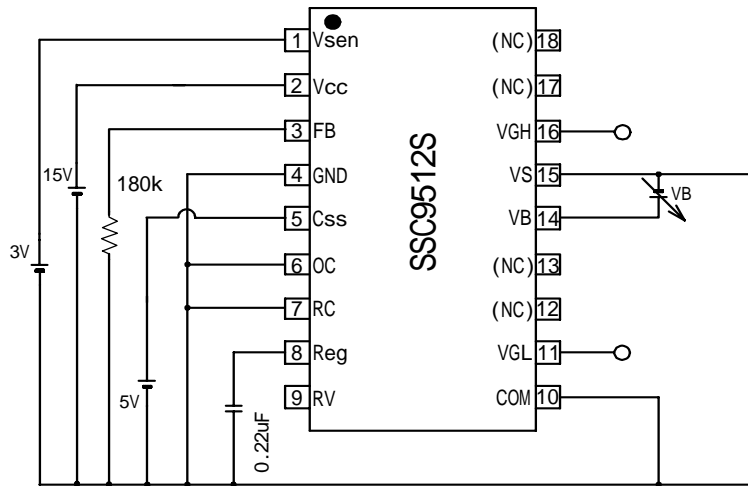 1 Vsen
2 Vcc
3 FB
4 GND
5 Css
6 OC
7 RC
8 Reg
9 RV
SSC9512S
(NC) 18
(NC) 17
VGH 16
VS 15
VB 14
(NC) 13
(NC) 12
VGL 11
COM 10
15V
180k
3V
5V
0.22uF
VB